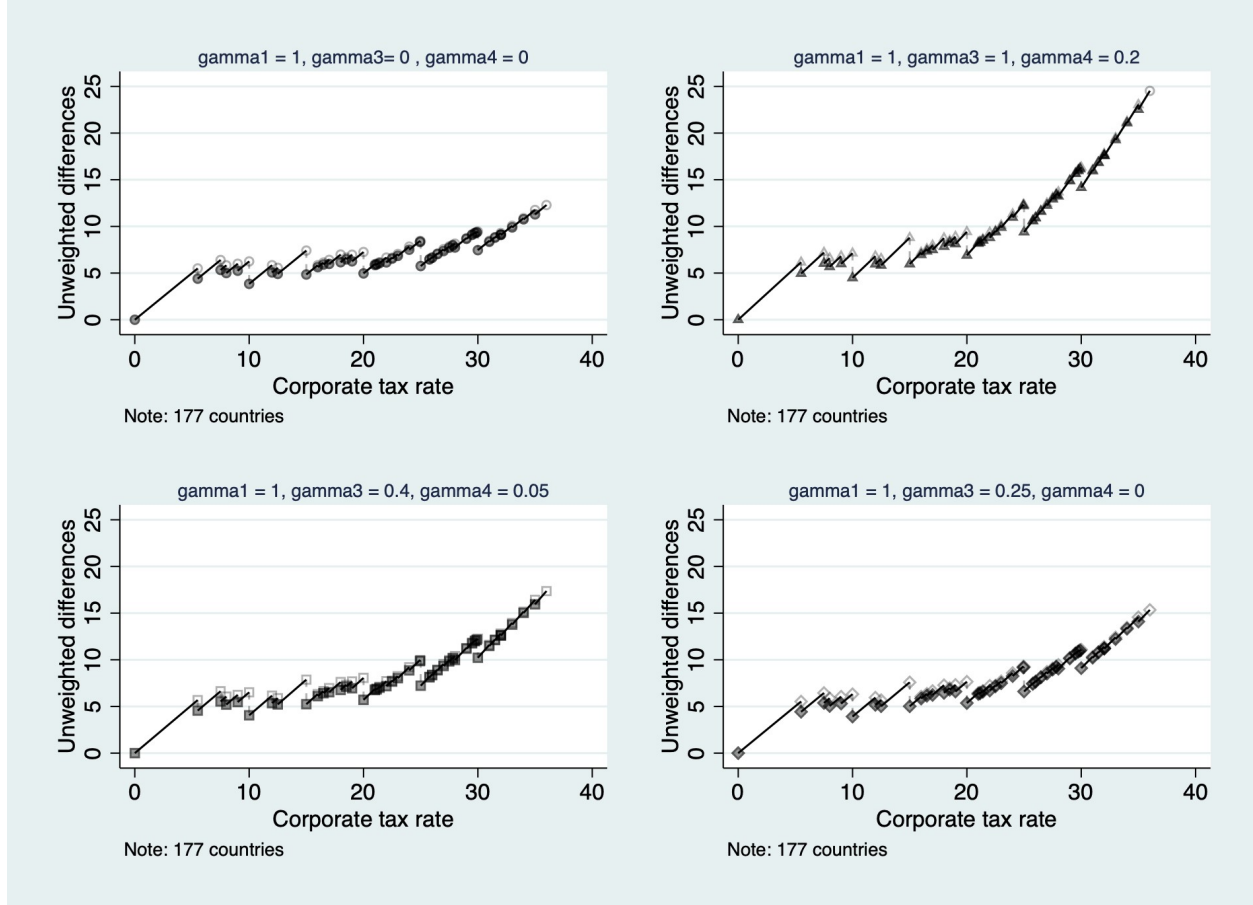 gamma1 = 1, gamma3= 0 , gamma4 = 0
Unweighted differences
25
20
15
10
5
0
0 10 20 30 40
Corporate tax rate
Note: 177 countries
gamma1 = 1, gamma3 = 1, gamma4 = 0.2
Unweighted differences
25
20
15
10
5
0
0 10 20 30 40
Corporate tax rate
Note: 177 countries
gamma1 = 1, gamma3 = 0.4, gamma4 = 0.05
Unweighted differences
25
20
15
10
5
0
0 10 20 30 40
Corporate tax rate
Note: 177 countries
gamma1 = 1, gamma3 = 0.25, gamma4 = 0
Unweighted differences
25
20
15
10
5
0
0 10 20 30 40
Corporate tax rate
Note: 177 countries